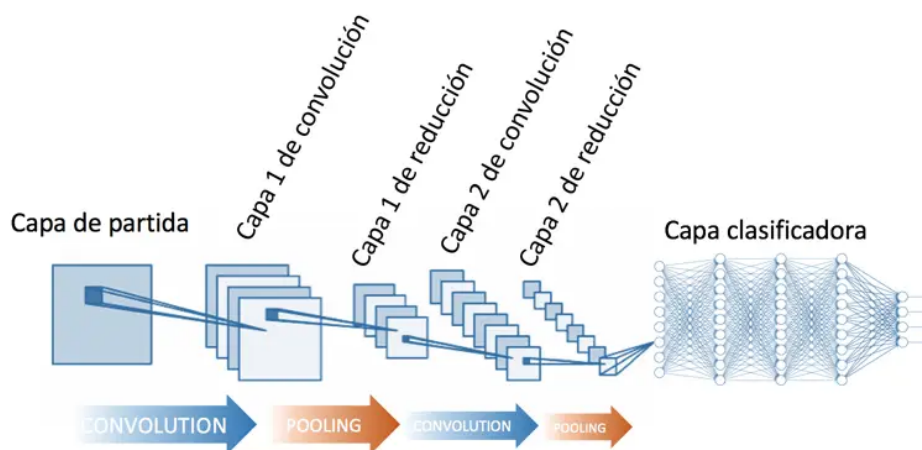 Capa de partida
Capa 1 de convolución
Capa 1 de reducción
Capa 2 de convolución
Capa 2 de reducción
Capa clasificadora
CONVOLUTION
POOLING
CONVOLUTION
POOLING